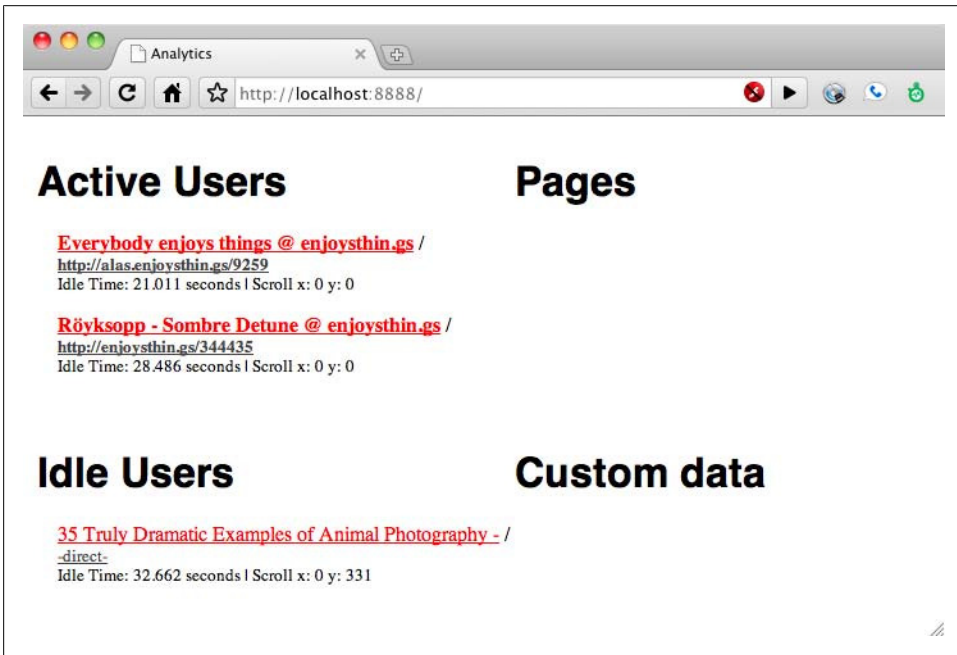 Analytics
http://localhost:8888/
Active Users
Everybody enjoys things @ enjoysthin.gs /
http://alas.enjoysthin.gs/9259
Idle Time: 21.011 seconds | Scroll x: 0 y: 0
Röyksopp - Sombre Detune @ enjoysthin.gs /
http://enjoysthin.gs/344435
Idle Time: 28.486 seconds | Scroll x: 0 y: 0
Pages
Idle Users
35 Truly Dramatic Examples of Animal Photography - /
-direct-
Idle Time: 32.662 seconds | Scroll x: 0 y: 331
Custom data